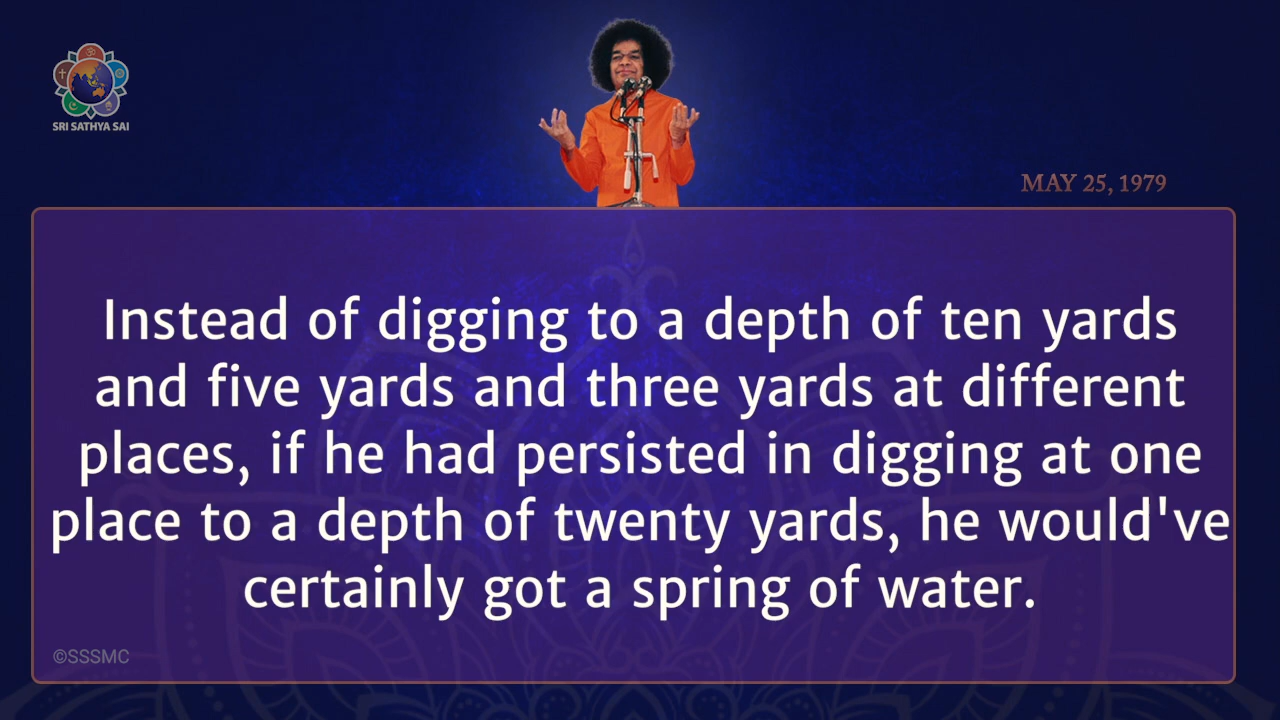 SRI SATHYA SAI
MAY 25, 1979
Instead of digging to a depth of ten yards
and five yards and three yards at different
places, if he had persisted in digging at one
place to a depth of twenty yards, he would've
certainly got a spring of water.
©SSSMC